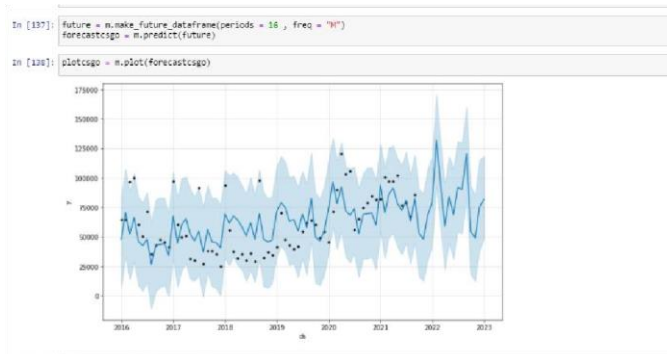 In [137]: future = m.make_future_dataframe(periods = 16 , freq = "M")
forecastcsgo = m.predict(future)
In [138]: plotcsgo = m.plot(forecastcsgo)
175000
150000
125000
100000
75000
50000
25000
0
y
2016 2017 2018 2019 2020 2021 2022 2023
ds